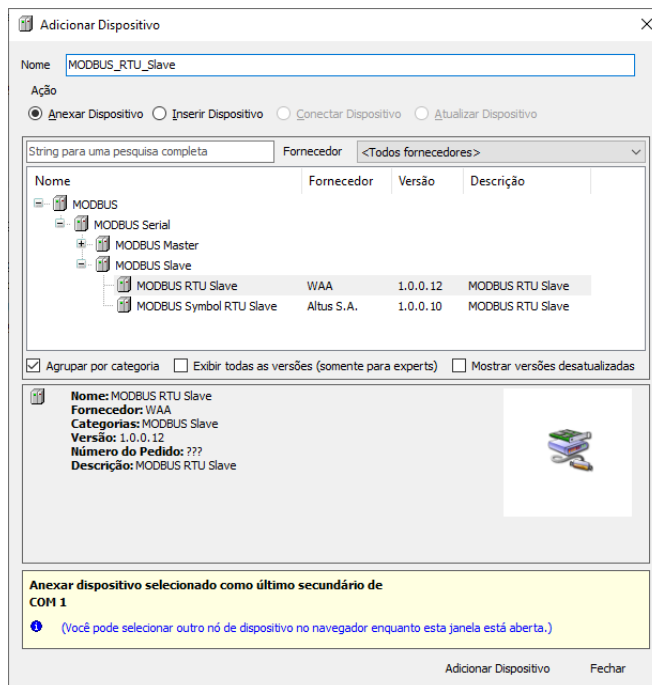 Adicionar Dispositivo
Nome MODBUS_RTU_Slave
Ação
Anexar Dispositivo Inserir Dispositivo Conectar Dispositivo Atualizar Dispositivo
String para uma pesquisa completa Fornecedor <Todos fornecedores>
Nome Fornecedor Versão Descrição
MODBUS
MODBUS Serial
MODBUS Master
MODBUS Slave
MODBUS RTU Slave WAA 1.0.0.12 MODBUS RTU Slave
MODBUS Symbol RTU Slave Altus S.A. 1.0.0.10 MODBUS RTU Slave
Agrupar por categoria Exibir todas as versões (somente para experts) Mostrar versões desatualizadas
Nome: MODBUS RTU Slave
Fornecedor: WAA
Categorias: MODBUS Slave
Versão: 1.0.0.12
Número do Pedido: ???
Descrição: MODBUS RTU Slave
Anexar dispositivo selecionado como último secundário de
COM 1
(Você pode selecionar outro nó de dispositivo no navegador enquanto esta janela está aberta.)
Adicionar Dispositivo Fechar